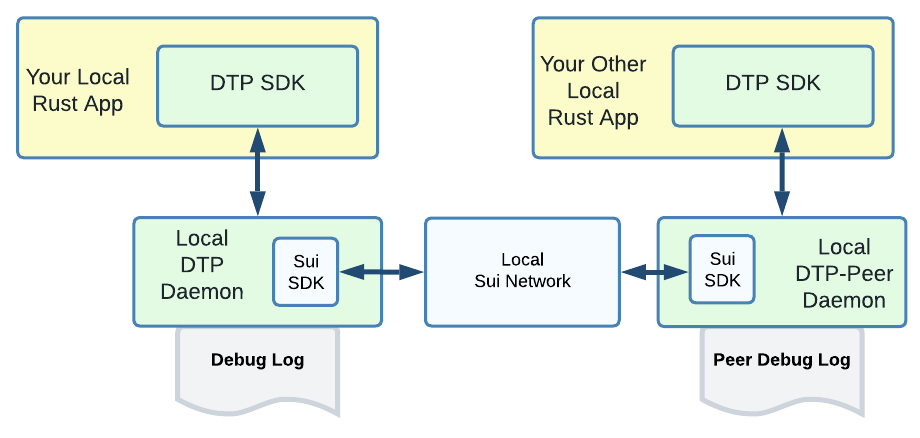 Your Local
Rust App
DTP SDK
Your Other
Local
Rust App
DTP SDK
Local
DTP
Daemon
Sui
SDK
Local
Sui Network
Sui
SDK
Local
DTP-Peer
Daemon
Debug Log
Peer Debug Log